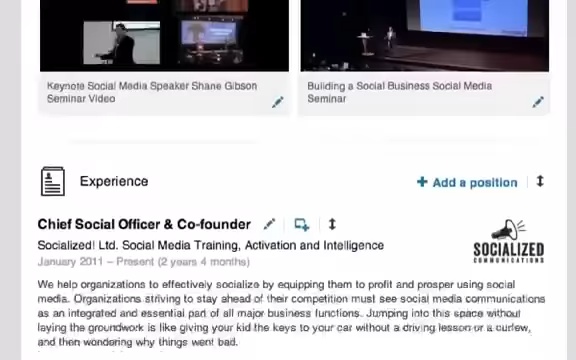 Keynote Social Media Speaker Shane Gibson
Seminar Video
Building a Social Business Social Media
Seminar
Experience
+ Add a position
Chief Social Officer & Co-founder
Socialized! Ltd. Social Media Training, Activation and Intelligence
January 2011 – Present (2 years 4 months)
SOCIALIZED
COMMUNICATIONS
We help organizations to effectively socialize by equipping them to profit and prosper using social
media. Organizations striving to stay ahead of their competition must see social media communications
as an integrated and essential part of all major business functions. Jumping into this space without
laying the groundwork is like giving your kid the keys to your car without a driving lesson or a curfew,
and then wondering why things went bad.